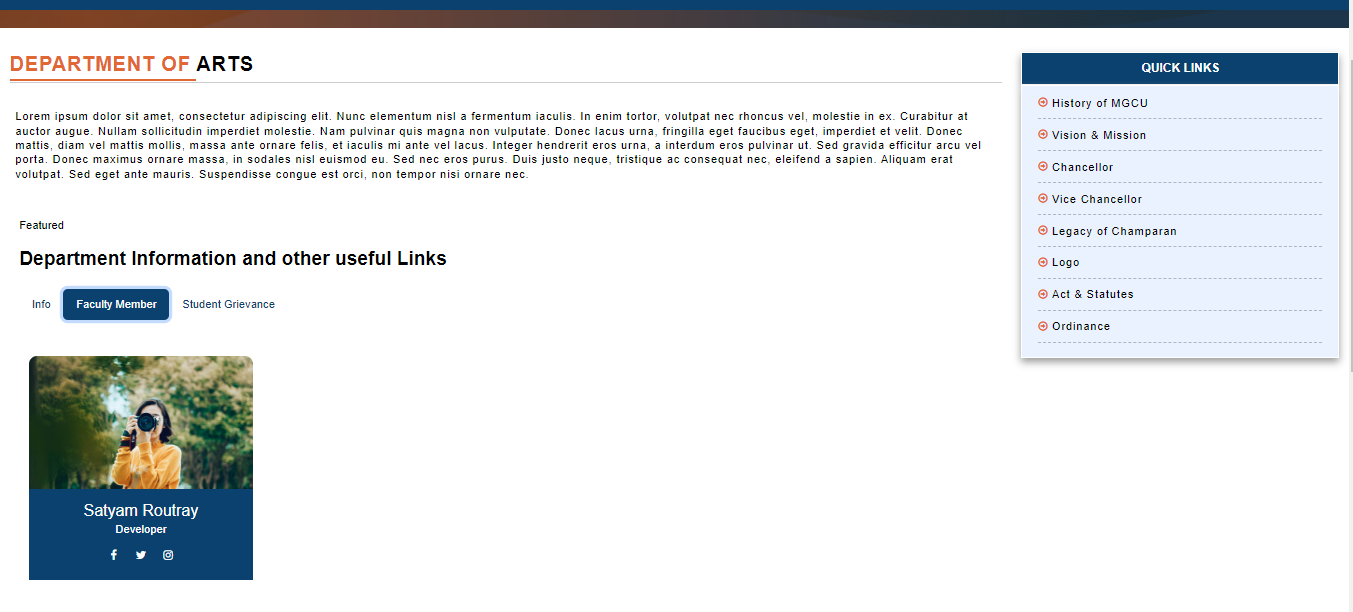 DEPARTMENT OF ARTS
Lorem ipsum dolor sit amet, consectetur adipiscing elit. Nunc elementum nisl a fermentum iaculis. In enim tortor, volutpat nec rhoncus vel, molestie in ex. Curabitur at
auctor augue. Nullam sollicitudin imperdiet molestie. Nam pulvinar quis magna non vulputate. Donec lacus urna, fringilla eget faucibus eget, imperdiet et velit. Donec
mattis, diam vel mattis mollis, massa ante ornare felis, et iaculis mi ante vel lacus. Integer hendrerit eros urna, a interdum eros pulvinar ut. Sed gravida efficitur arcu vel
porta. Donec maximus ornare massa, in sodales nisl euismod eu. Sed nec eros purus. Duis justo neque, tristique ac consequat nec, eleifend a sapien. Aliquam erat
volutpat. Sed eget ante mauris. Suspendisse congue est orci, non tempor nisi ornare nec.
Featured
Department Information and other useful Links
Info
Faculty Member
Student Grievance
Satyam Routray
Developer
QUICK LINKS
History of MGCU
Vision & Mission
Chancellor
Vice Chancellor
Legacy of Champaran
Logo
Act & Statutes
Ordinance